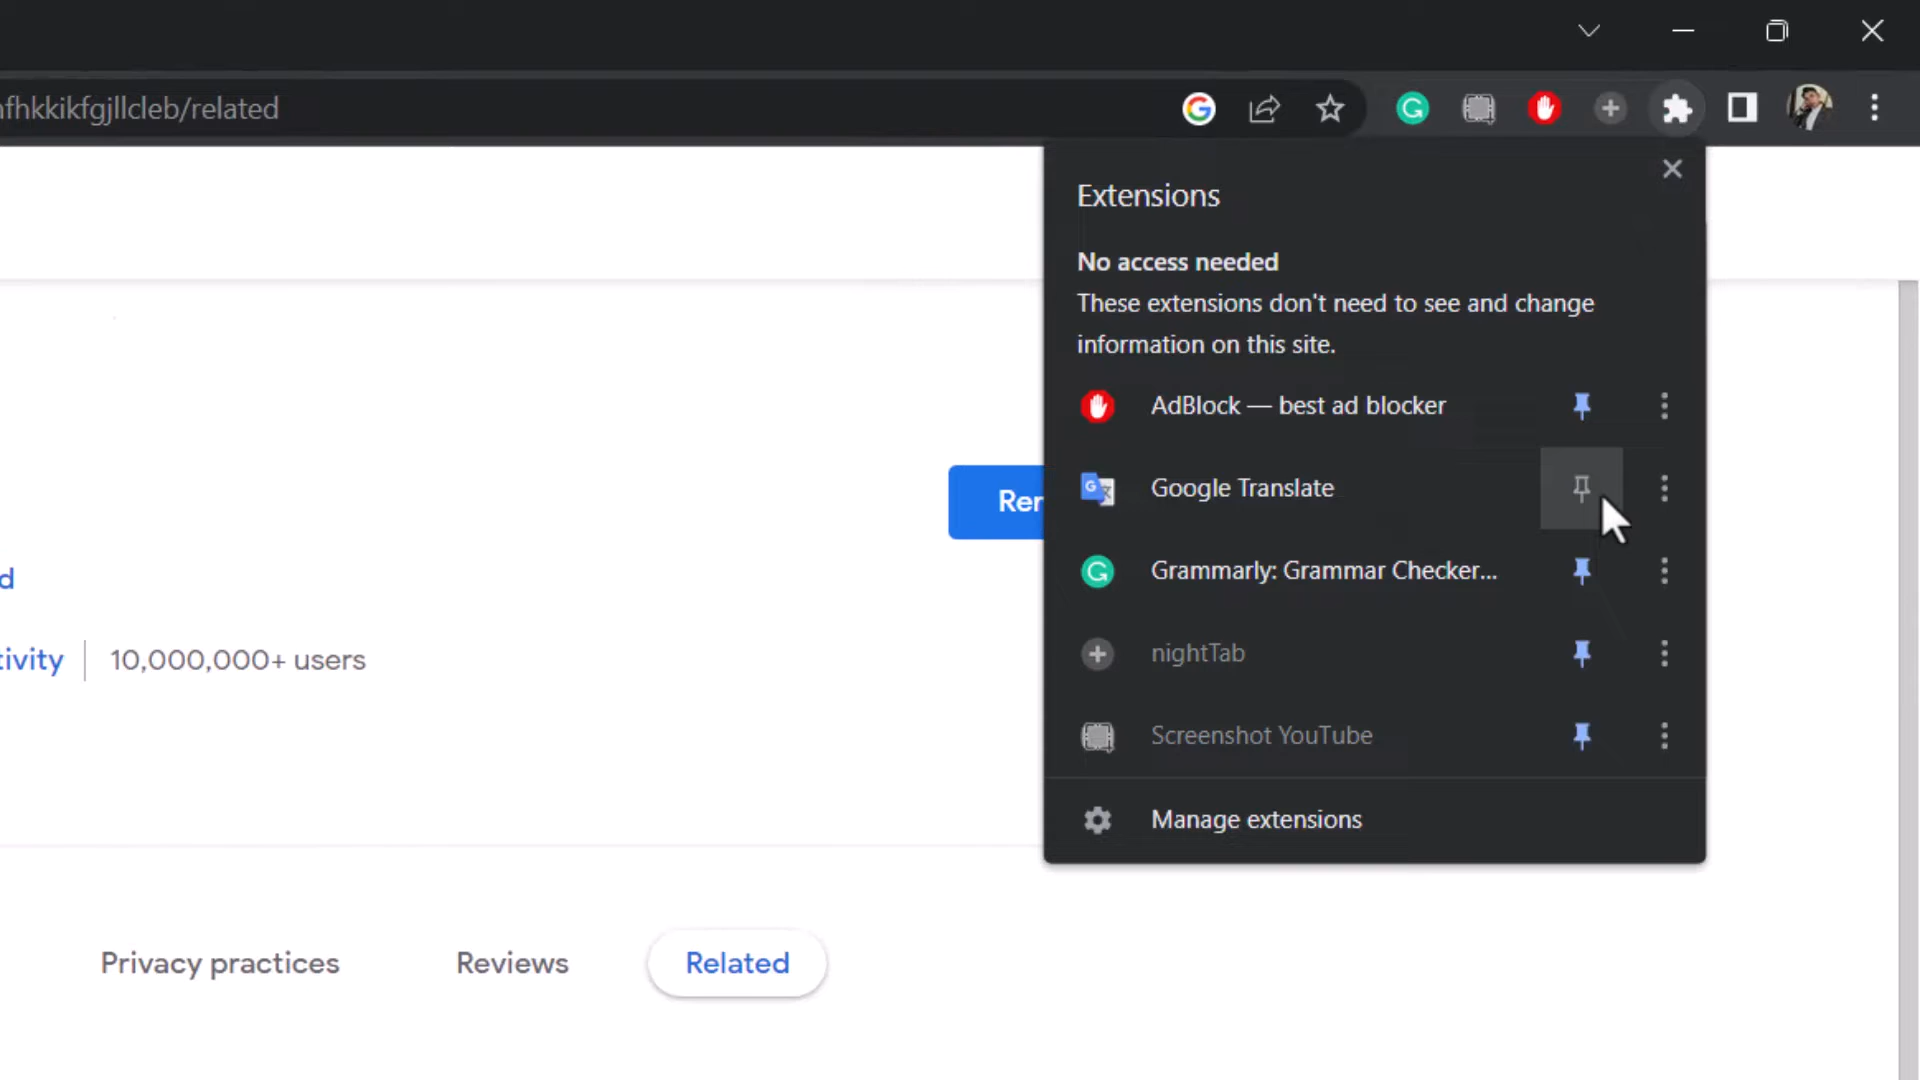 fhkkikfgjllcleb/related
Extensions
No access needed
These extensions don't need to see and change
information on this site.
AdBlock — best ad blocker
Google Translate
Grammarly: Grammar Checker...
nightTab
Screenshot YouTube
Manage extensions
Rer
d
tivity
10,000,000+ users
Privacy practices
Reviews
Related